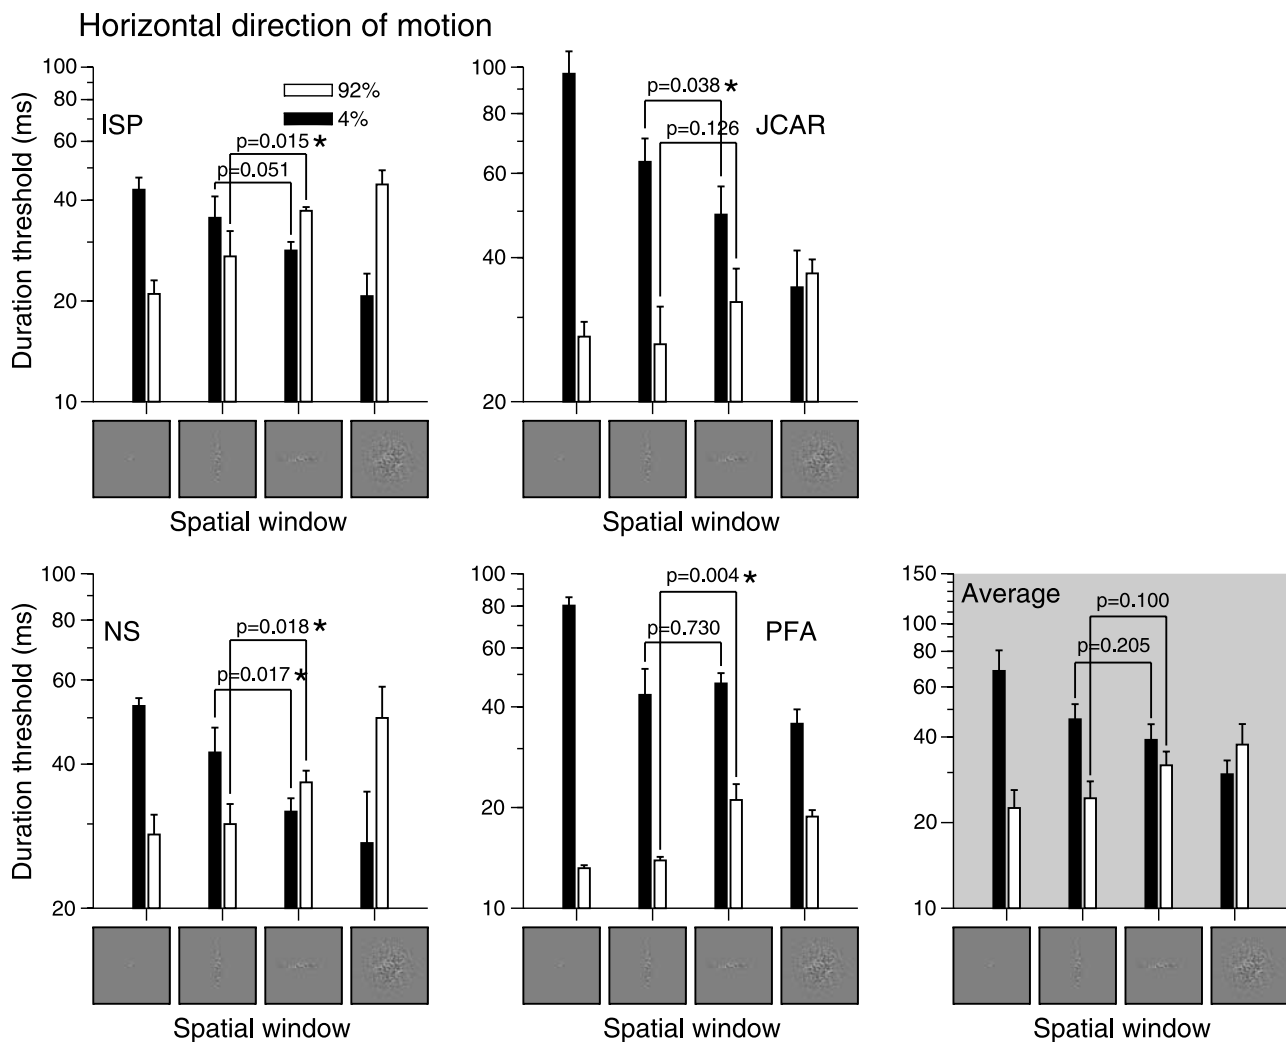 Horizontal direction of motion
Duration threshold (ms)
100
80
60
40
20
10
ISP
92%
4%
p=0.015 *
p=0.051
Spatial window
100
80
60
40
20
JCAR
p=0.038 *
p=0.126
Spatial window
Duration threshold (ms)
100
80
60
40
20
NS
p=0.018 *
p=0.017 *
Spatial window
100
80
60
40
20
10
PFA
p=0.004 *
p=0.730
Spatial window
150
100
80
60
40
20
10
Average
p=0.100
p=0.205
Spatial window